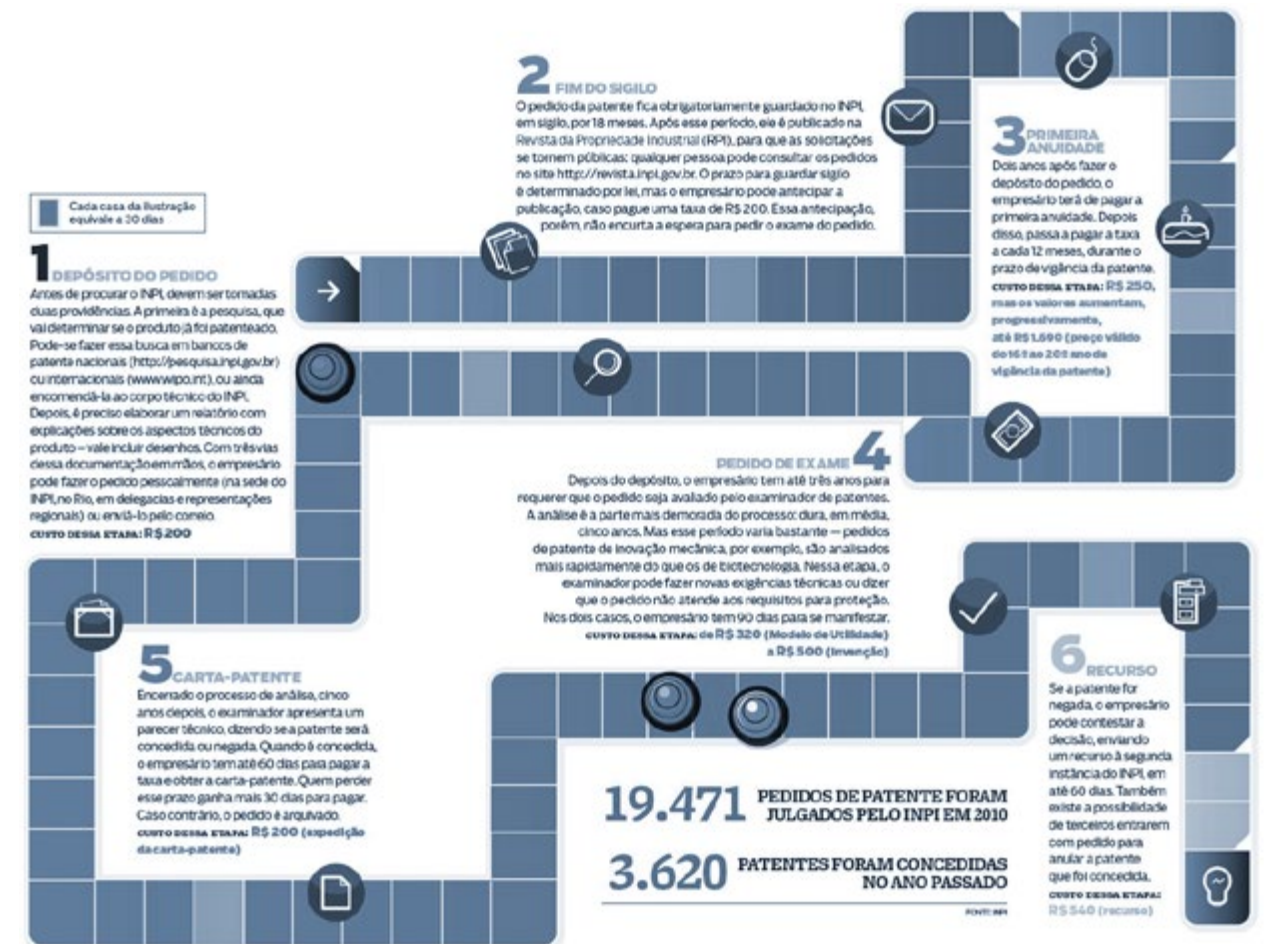 Cada casa da ilustração
equivale a 30 dias
1 DEPÓSITO DO PEDIDO
Antes de procurar o INPI, devem ser tomadas
duas providências. A primeira é a pesquisa, que
vai determinar se o produto já foi patenteado.
Pode-se fazer essa busca em bancos de
patente nacionais (http://pesquisa.inpi.gov.br)
ou internacionais (www.wipo.int), ou ainda
encomendá-la ao corpo técnico do INPI.
Depois, é preciso elaborar um relatório com
explicações sobre os aspectos técnicos do
produto — vale incluir desenhos. Com três vias
dessa documentação em mãos, o empresário
pode fazer o pedido pessoalmente (na sede do
INPI, no Rio, em delegacias e representações
regionais) ou enviá-lo pelo correio.
CUSTO DESSA ETAPA: R$ 200
2 FIM DO SIGILO
O pedido da patente fica obrigatoriamente guardado no INPI,
em sigilo, por 18 meses. Após esse período, ele é publicado na
Revista da Propriedade Industrial (RPI), para que as solicitações
se tornem públicas: qualquer pessoa pode consultar os pedidos
no site http://revista.inpi.gov.br. O prazo para guardar sigilo
é determinado por lei, mas o empresário pode antecipar a
publicação, caso pague uma taxa de R$ 200. Essa antecipação,
porém, não encurta a espera para pedir o exame do pedido.
3 PRIMEIRA
ANUIDADE
Dois anos após fazer o
depósito do pedido, o
empresário terá de pagar a
primeira anuidade. Depois
disso, passa a pagar a taxa
a cada 12 meses, durante o
prazo de vigência da patente.
CUSTO DESSA ETAPA: R$ 250,
mas os valores aumentam,
progressivamente,
até R$ 1.690 (preço válido
do 16º ao 20º ano de
vigência da patente)
PEDIDO DE EXAME 4
Depois do depósito, o empresário tem até três anos para
requerer que o pedido seja avaliado pelo examinador de patentes.
A análise é a parte mais demorada do processo: dura, em média,
cinco anos. Mas esse período varia bastante — pedidos
de patente de inovação mecânica, por exemplo, são analisados
mais rapidamente do que os de biotecnologia. Nessa etapa, o
examinador pode fazer novas exigências técnicas ou dizer
que o pedido não atende aos requisitos para proteção.
Nos dois casos, o empresário tem 90 dias para se manifestar.
CUSTO DESSA ETAPA: de R$ 320 (Modelo de Utilidade)
a R$ 500 (Invenção)
5 CARTA-PATENTE
Encerrado o processo de análise, cinco
anos depois, o examinador apresenta um
parecer técnico, dizendo se a patente será
concedida ou negada. Quando é concedida,
o empresário tem até 60 dias para pagar a
taxa e obter a carta-patente. Quem perder
esse prazo ganha mais 30 dias para pagar.
Caso contrário, o pedido é arquivado.
CUSTO DESSA ETAPA: R$ 200 (expedição
da carta-patente)
6 RECURSO
Se a patente for
negada, o empresário
pode contestar a
decisão, enviando
um recurso à segunda
instância do INPI, em
até 60 dias. Também
existe a possibilidade
de terceiros entrarem
com pedido para
anular a patente
que foi concedida.
CUSTO DESSA ETAPA:
R$ 540 (recurso)
19.471 PEDIDOS DE PATENTE FORAM
JULGADOS PELO INPI EM 2010
3.620 PATENTES FORAM CONCEDIDAS
NO ANO PASSADO
FONTE: INPI